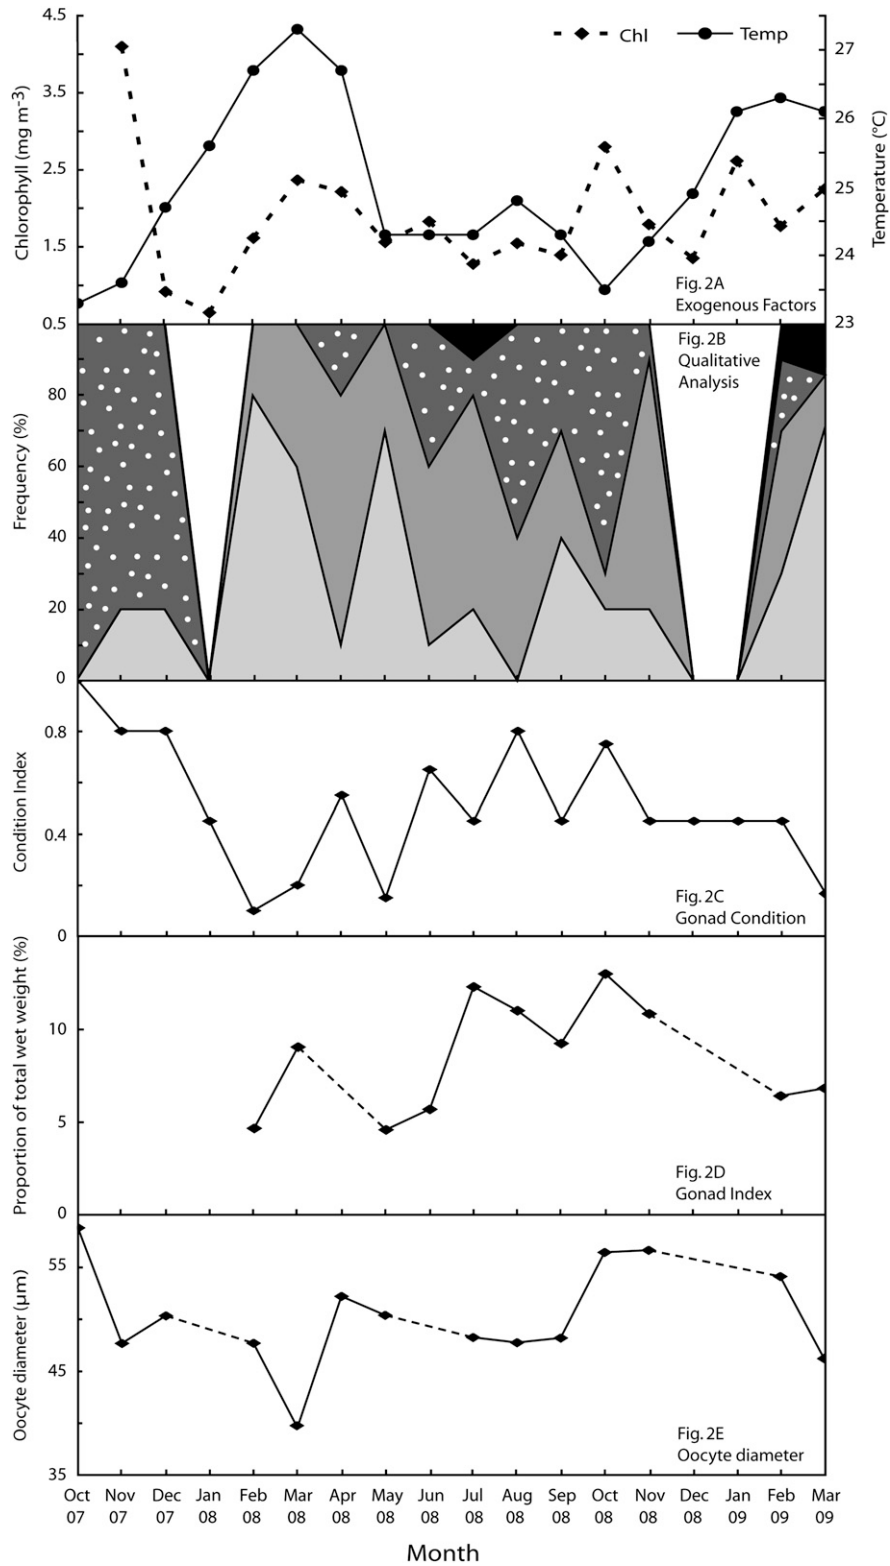 4.5
3.5
2.5
1.5
0.5
Chlorophyll (mg m⁻³)
Chl
Temp
27
26
25
24
23
Temperature (°C)
Fig. 2A
Exogenous Factors
80
60
40
20
0
Frequency (%)
Fig. 2B
Qualitative
Analysis
0.8
0.4
0
Condition Index
Fig. 2C
Gonad Condition
10
5
0
Proportion of total wet weight (%)
Fig. 2D
Gonad Index
55
45
35
Oocyte diameter (µm)
Fig. 2E
Oocyte diameter
Oct Nov Dec Jan Feb Mar Apr May Jun Jul Aug Sep Oct Nov Dec Jan Feb Mar
07 07 07 08 08 08 08 08 08 08 08 08 08 08 08 09 09 09
Month